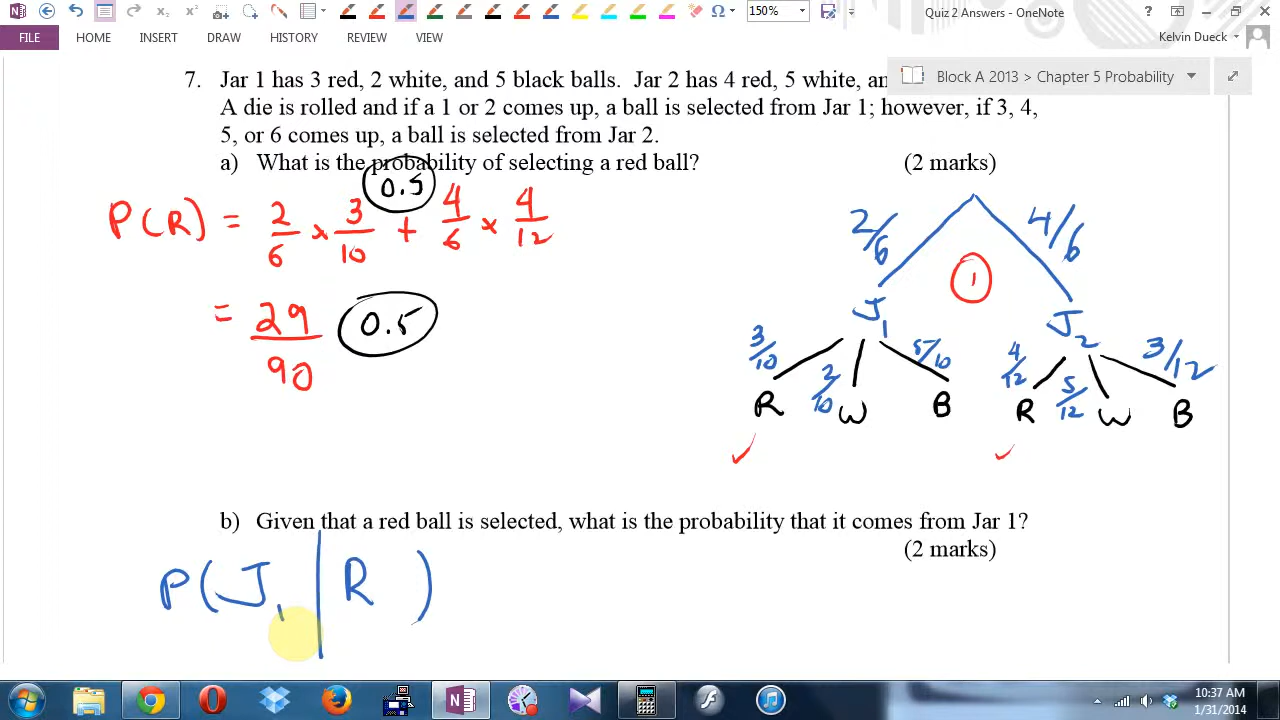 Quiz 2 Answers - OneNote
150%
FILE HOME INSERT DRAW HISTORY REVIEW VIEW
Kelvin Dueck
Block A 2013 > Chapter 5 Probability
7. Jar 1 has 3 red, 2 white, and 5 black balls. Jar 2 has 4 red, 5 white, an
A die is rolled and if a 1 or 2 comes up, a ball is selected from Jar 1; however, if 3, 4,
5, or 6 comes up, a ball is selected from Jar 2.
a) What is the probability of selecting a red ball? (2 marks)
0.5
P(R) = 2/6 × 3/10 + 4/6 × 4/12
= 29/90 0.5
2/6 4/6
1
J1 J2
3/10 2/10 5/10 4/12 5/12 3/12
R W B R W B
b) Given that a red ball is selected, what is the probability that it comes from Jar 1?
(2 marks)
P(J1 | R )
10:37 AM
1/31/2014